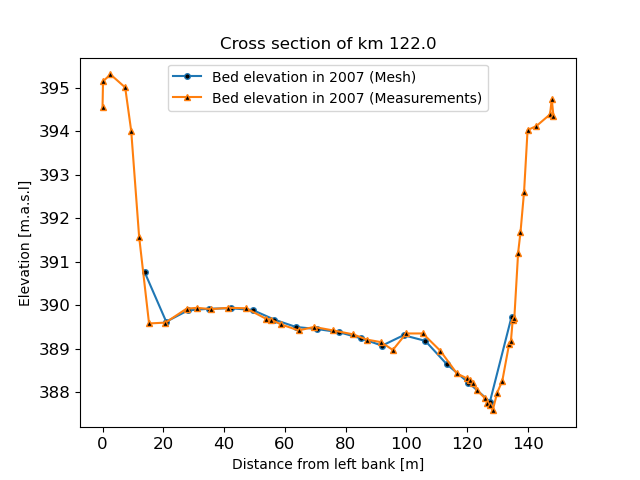 Cross section of km 122.0
Bed elevation in 2007 (Mesh)
Bed elevation in 2007 (Measurements)
Elevation [m.a.s.l]
395
394
393
392
391
390
389
388
0 20 40 60 80 100 120 140
Distance from left bank [m]